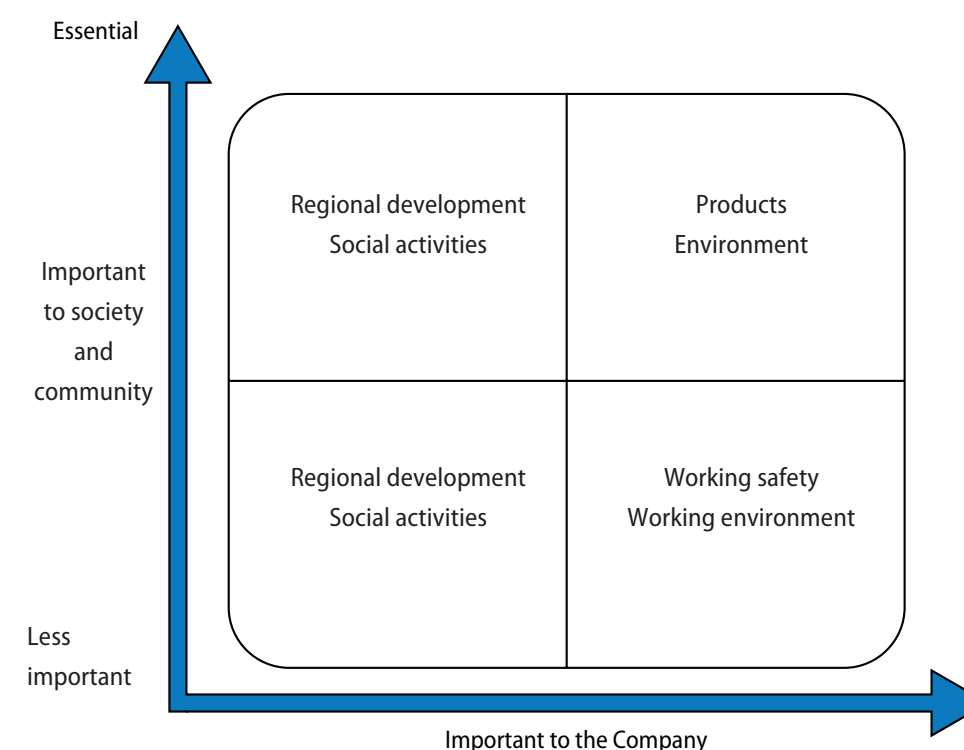 Essential
Regional development
Social activities
Products
Environment
Important
to society
and
community
Regional development
Social activities
Working safety
Working environment
Less
important
Important to the Company